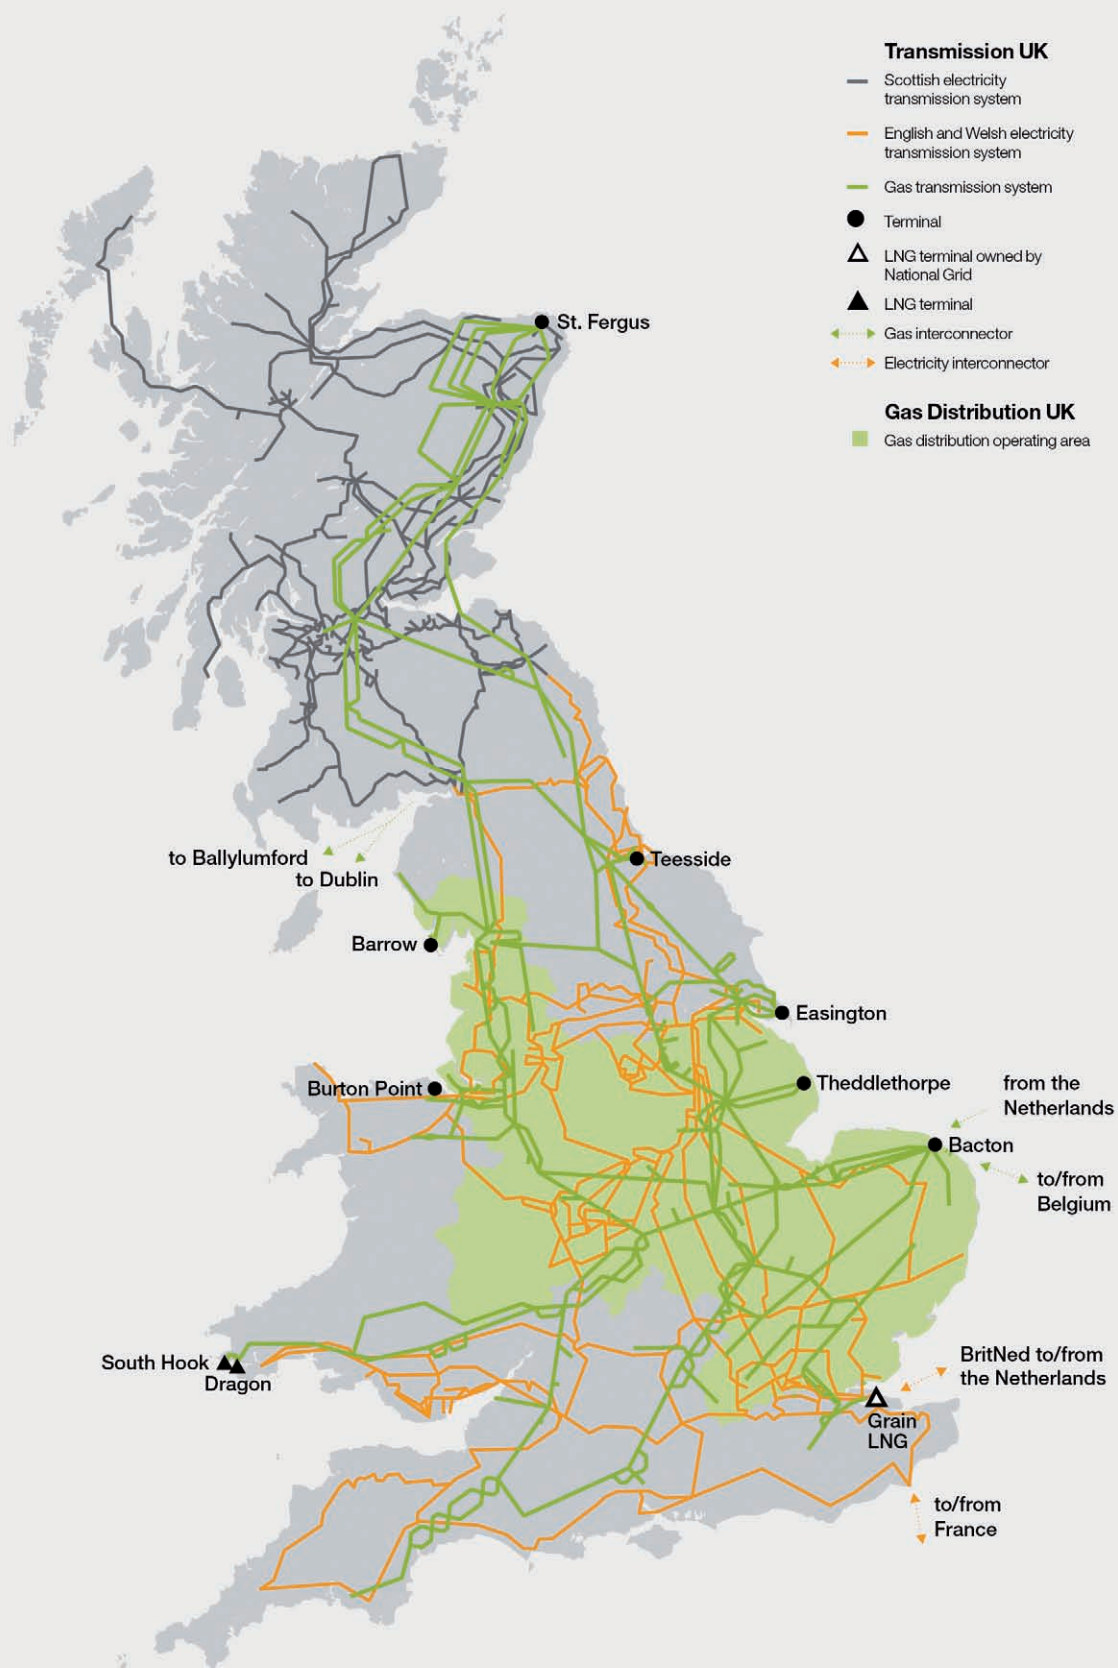 Transmission UK
Scottish electricity
transmission system
English and Welsh electricity
transmission system
Gas transmission system
Terminal
LNG terminal owned by
National Grid
LNG terminal
Gas interconnector
Electricity interconnector
Gas Distribution UK
Gas distribution operating area
St. Fergus
to Ballylumford
to Dublin
Teesside
Barrow
Easington
Burton Point
Theddlethorpe
from the
Netherlands
Bacton
to/from
Belgium
South Hook
Dragon
BritNed to/from
the Netherlands
Grain
LNG
to/from
France